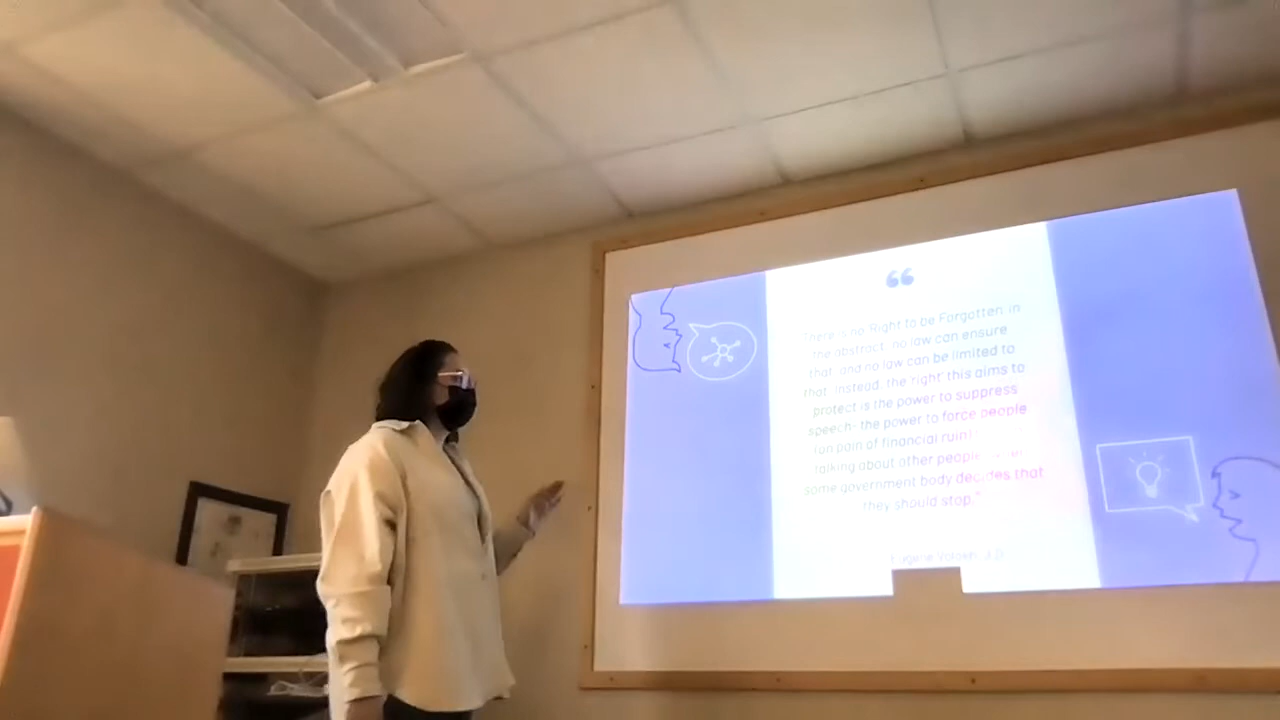 “
There is no 'Right to be Forgotten' in
the abstract; no law can ensure
that, and no law can be limited to
that. Instead, the 'right' this aims to
protect is the power to suppress
speech- the power to force people
(on pain of financial ruin)
talking about other people
some government body decides that
they should stop."
Eugene Volokh, J.D.